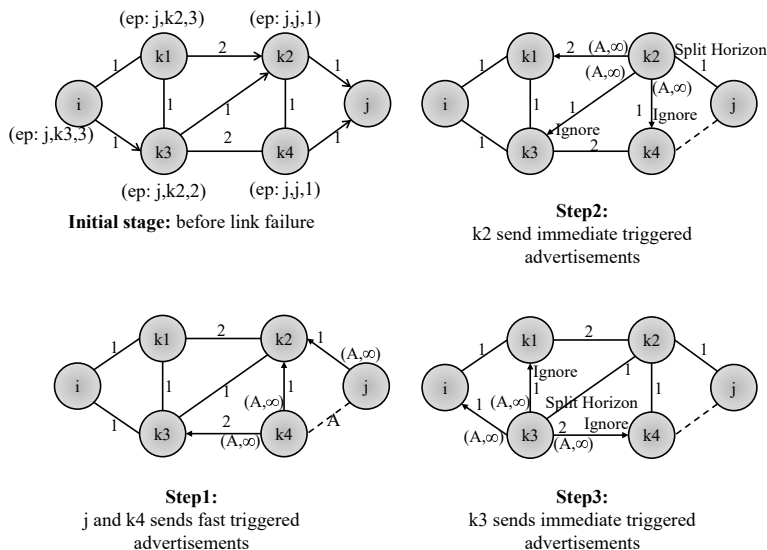 (ep: j,k2,3) (ep: j,j,1)
k1 2 k2
1 1
i 1 1 1 j
(ep: j,k3,3) 1 1
k3 2 k4
(ep: j,k2,2) (ep: j,j,1)
Initial stage: before link failure
k1 2 (A,∞) k2 Split Horizon
1 (A,∞) 1
i 1 1 (A,∞) j
1 Ignore 1 Ignore
k3 2 k4
Step2:
k2 send immediate triggered
advertisements
k1 2 k2 1
1 (A,∞)
i 1 1 1 j
1 2 (A,∞) A
k3 (A,∞) k4
Step1:
j and k4 sends fast triggered
advertisements
k1 2 k2
1 Ignore 1 1
i 1 1 1 j
1 (A,∞) Split Horizon
(A,∞) k3 2 Ignore k4
(A,∞)
Step3:
k3 sends immediate triggered
advertisements